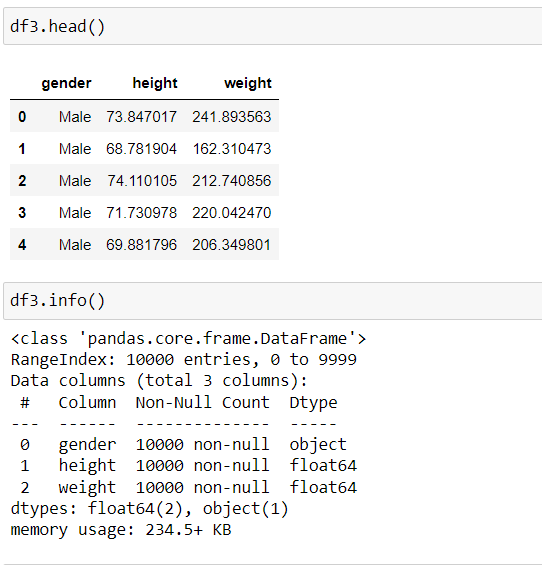 df3.head()
gender height weight
0 Male 73.847017 241.893563
1 Male 68.781904 162.310473
2 Male 74.110105 212.740856
3 Male 71.730978 220.042470
4 Male 69.881796 206.349801
df3.info()
<class 'pandas.core.frame.DataFrame'>
RangeIndex: 10000 entries, 0 to 9999
Data columns (total 3 columns):
 #   Column  Non-Null Count  Dtype
---  ------  --------------  -----
 0   gender  10000 non-null  object
 1   height  10000 non-null  float64
 2   weight  10000 non-null  float64
dtypes: float64(2), object(1)
memory usage: 234.5+ KB